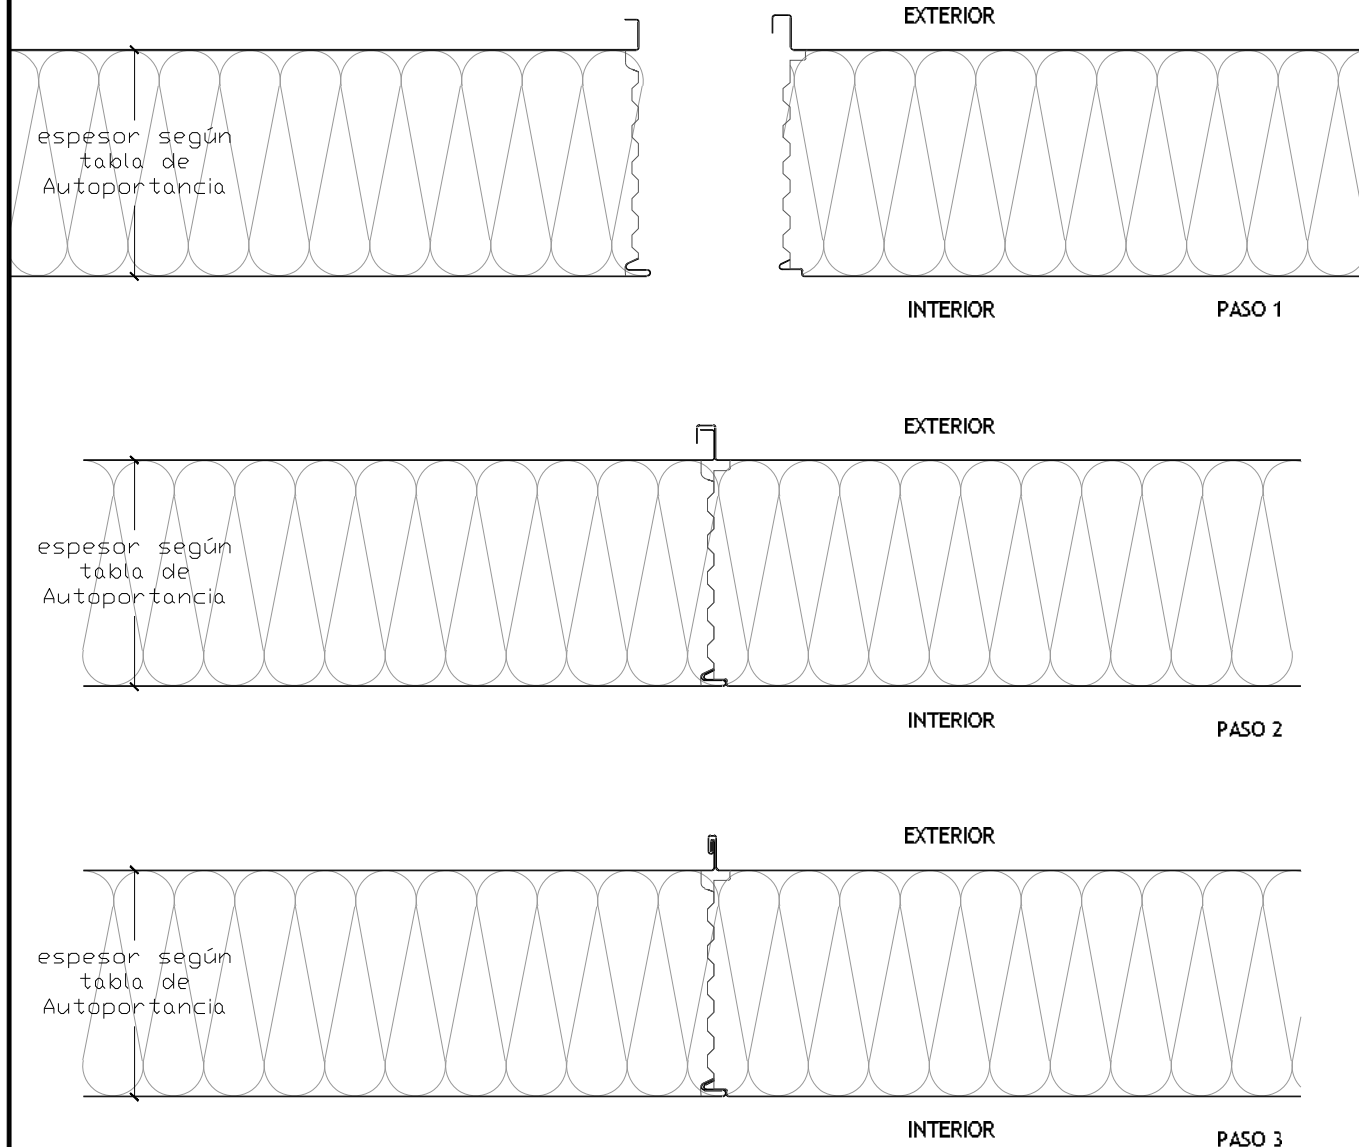 EXTERIOR
espesor según
tabla de
Autoportancia
INTERIOR
PASO 1
EXTERIOR
espesor según
tabla de
Autoportancia
INTERIOR
PASO 2
EXTERIOR
espesor según
tabla de
Autoportancia
INTERIOR
PASO 3